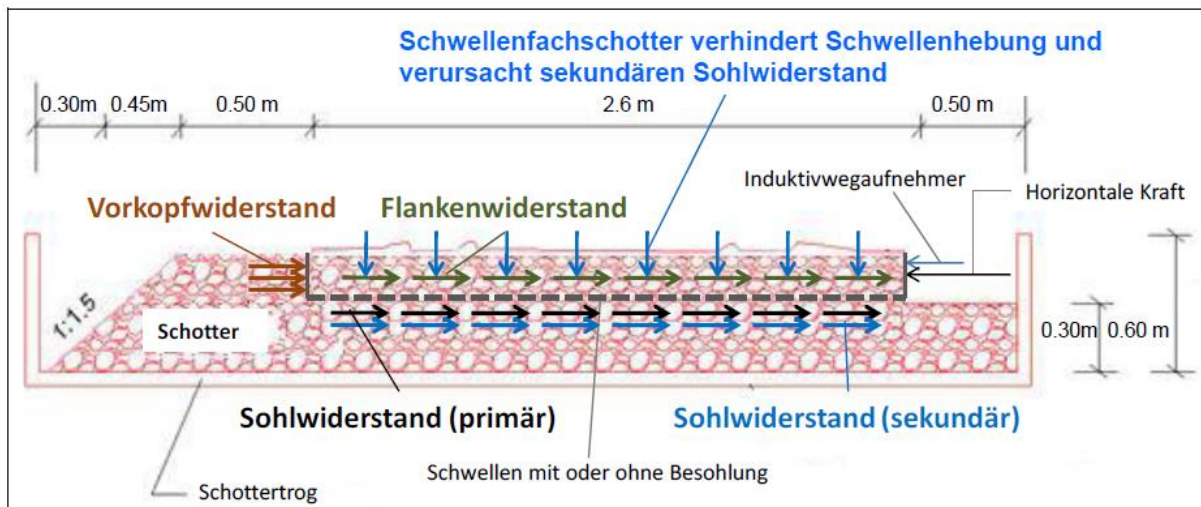 Schwellenfachschotter verhindert Schwellenhebung und
verursacht sekundären Sohlwiderstand
0.30m 0.45m 0.50 m 2.6 m 0.50 m
Induktivwegaufnehmer
Horizontale Kraft
Vorkopfwiderstand
Flankenwiderstand
1:1.5
Schotter
0.30m 0.60 m
Sohlwiderstand (primär)
Sohlwiderstand (sekundär)
Schwellen mit oder ohne Besohlung
Schottertrog